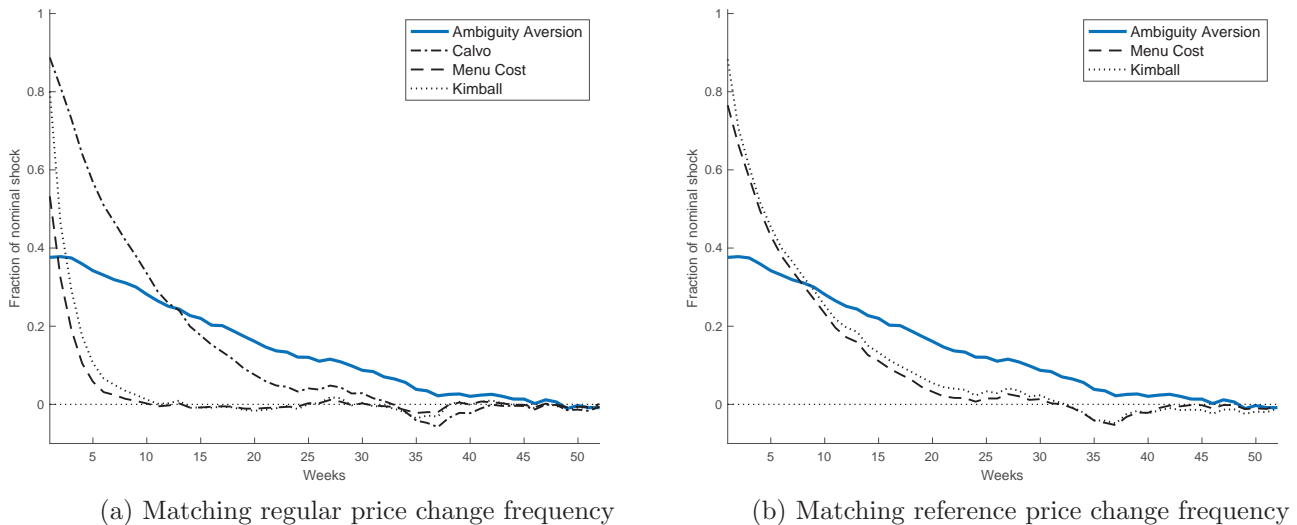 1
0.8
0.6
0.4
0.2
0
Fraction of nominal shock
5 10 15 20 25 30 35 40 45 50
Weeks
Ambiguity Aversion
Calvo
Menu Cost
Kimball
(a) Matching regular price change frequency
1
0.8
0.6
0.4
0.2
0
Fraction of nominal shock
5 10 15 20 25 30 35 40 45 50
Weeks
Ambiguity Aversion
Menu Cost
Kimball
(b) Matching reference price change frequency